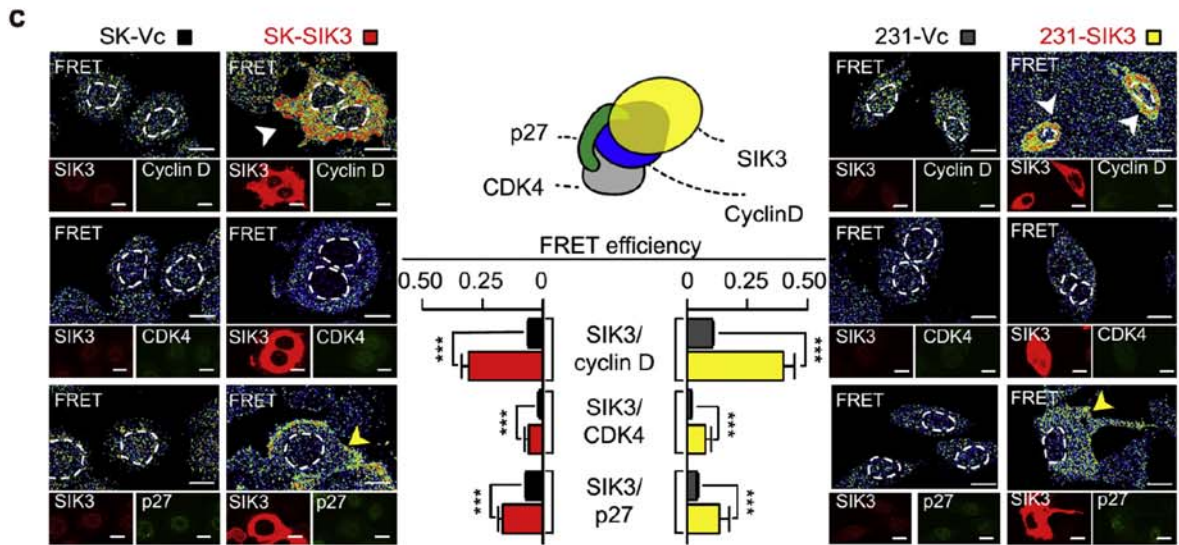 c
SK-Vc
SK-SIK3
231-Vc
231-SIK3
FRET
FRET
SIK3
Cyclin D
SIK3
Cyclin D
FRET
FRET
SIK3
CDK4
SIK3
CDK4
FRET
FRET
SIK3
p27
SIK3
p27
p27
CDK4
SIK3
CyclinD
FRET efficiency
0.50
0.25
0
0
0.25
0.50
***
SIK3/
cyclin D
***
***
SIK3/
CDK4
***
***
SIK3/
p27
***
FRET
FRET
SIK3
Cyclin D
SIK3
Cyclin D
FRET
FRET
SIK3
CDK4
SIK3
CDK4
FRET
FRET
SIK3
p27
SIK3
p27